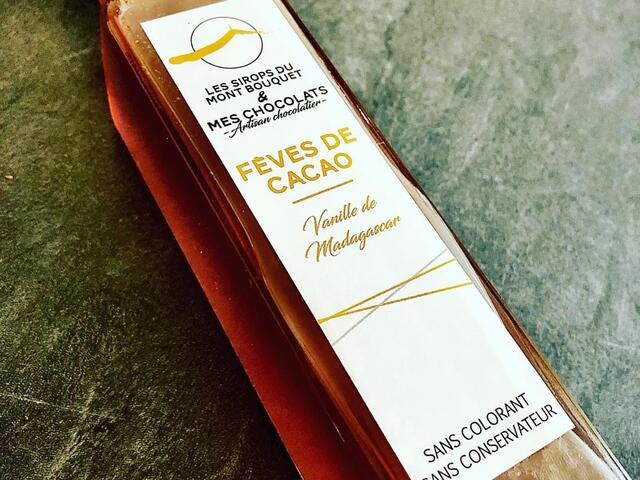 LES SIROPS DU
MONT BOUQUET
&
MES CHOCOLATS
-Artisan chocolatier-
FÈVES DE
CACAO
Vanille de
Madagascar
SANS COLORANT
SANS CONSERVATEUR